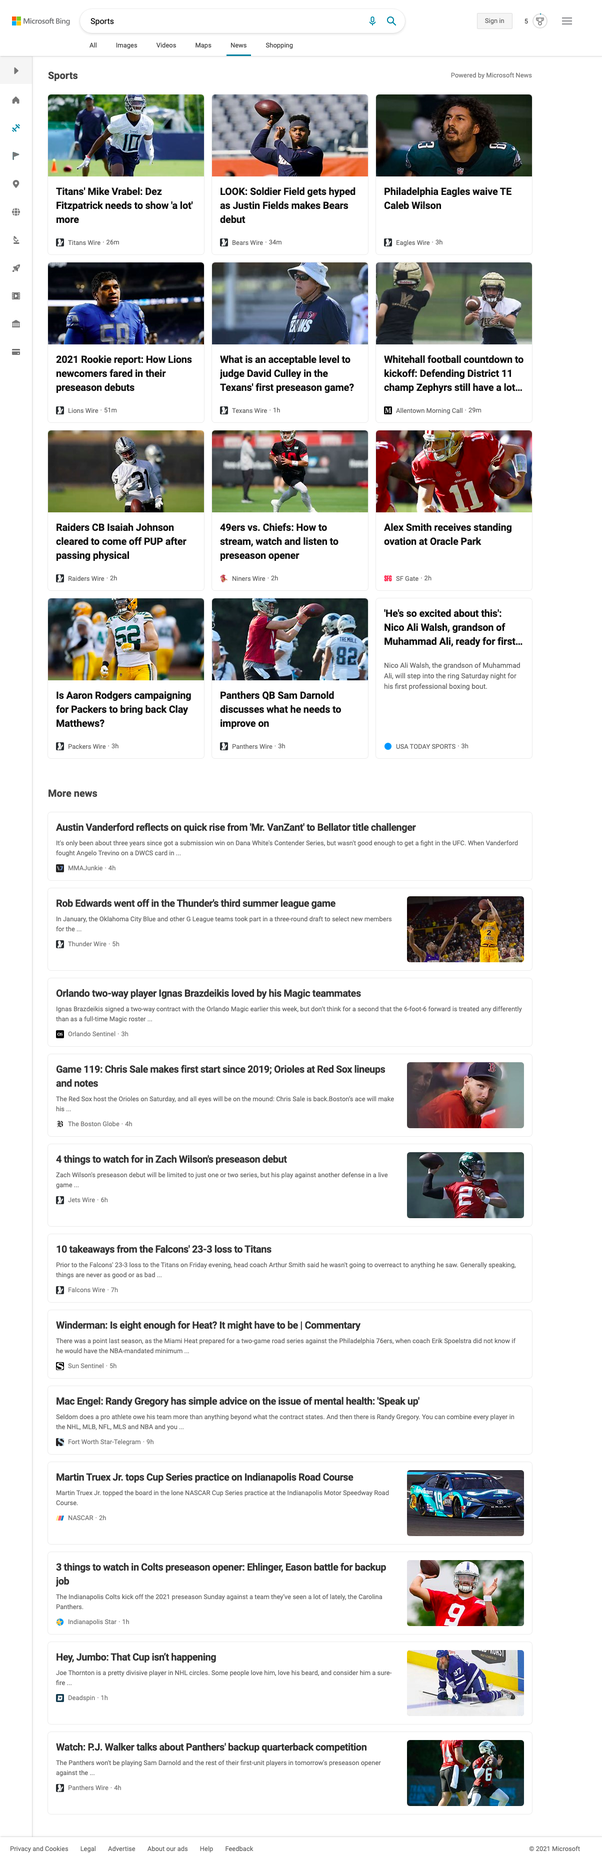 Microsoft Bing
Sports
Sign in
5
All
Images
Videos
Maps
News
Shopping
Sports
Powered by Microsoft News
Titans' Mike Vrabel: Dez
Fitzpatrick needs to show 'a lot'
more
Titans Wire · 26m
LOOK: Soldier Field gets hyped
as Justin Fields makes Bears
debut
Bears Wire · 34m
Philadelphia Eagles waive TE
Caleb Wilson
Eagles Wire · 3h
2021 Rookie report: How Lions
newcomers fared in their
preseason debuts
Lions Wire · 51m
What is an acceptable level to
judge David Culley in the
Texans' first preseason game?
Texans Wire · 1h
Whitehall football countdown to
kickoff: Defending District 11
champ Zephyrs still have a lot...
Allentown Morning Call · 29m
Raiders CB Isaiah Johnson
cleared to come off PUP after
passing physical
Raiders Wire · 2h
49ers vs. Chiefs: How to
stream, watch and listen to
preseason opener
Niners Wire · 2h
Alex Smith receives standing
ovation at Oracle Park
SF Gate · 2h
Is Aaron Rodgers campaigning
for Packers to bring back Clay
Matthews?
Packers Wire · 3h
Panthers QB Sam Darnold
discusses what he needs to
improve on
Panthers Wire · 3h
'He's so excited about this':
Nico Ali Walsh, grandson of
Muhammad Ali, ready for first...
Nico Ali Walsh, the grandson of Muhammad
Ali, will step into the ring Saturday night for
his first professional boxing bout.
USA TODAY SPORTS · 3h
More news
Austin Vanderford reflects on quick rise from 'Mr. VanZant' to Bellator title challenger
It's only been about three years since got a submission win on Dana White's Contender Series, but wasn't good enough to get a fight in the UFC. When Vanderford
fought Angelo Trevino on a DWCS card in ...
MMAJunkie · 4h
Rob Edwards went off in the Thunder's third summer league game
In January, the Oklahoma City Blue and other G League teams took part in a three-round draft to select new members
for the ...
Thunder Wire · 5h
Orlando two-way player Ignas Brazdeikis loved by his Magic teammates
Ignas Brazdeikis signed a two-way contract with the Orlando Magic earlier this week, but don't think for a second that the 6-foot-6 forward is treated any differently
than as a full-time Magic roster ...
Orlando Sentinel · 3h
Game 119: Chris Sale makes first start since 2019; Orioles at Red Sox lineups
and notes
The Red Sox host the Orioles on Saturday, and all eyes will be on the mound: Chris Sale is back.Boston's ace will make
his ...
The Boston Globe · 4h
4 things to watch for in Zach Wilson's preseason debut
Zach Wilson's preseason debut will be limited to just one or two series, but his play against another defense in a live
game ...
Jets Wire · 6h
10 takeaways from the Falcons' 23-3 loss to Titans
Prior to the Falcons' 23-3 loss to the Titans on Friday evening, head coach Arthur Smith said he wasn't going to overreact to anything he saw. Generally speaking,
things are never as good or as bad ...
Falcons Wire · 7h
Winderman: Is eight enough for Heat? It might have to be | Commentary
There was a point last season, as the Miami Heat prepared for a two-game road series against the Philadelphia 76ers, when coach Erik Spoelstra did not know if
he would have the NBA-mandated minimum ...
Sun Sentinel · 5h
Mac Engel: Randy Gregory has simple advice on the issue of mental health: 'Speak up'
Seldom does a pro athlete owe his team more than anything beyond what the contract states. And then there is Randy Gregory. You can combine every player in
the NHL, MLB, NFL, MLS and NBA and you ...
Fort Worth Star-Telegram · 9h
Martin Truex Jr. tops Cup Series practice on Indianapolis Road Course
Martin Truex Jr. topped the board in the lone NASCAR Cup Series practice at the Indianapolis Motor Speedway Road
Course.
NASCAR · 2h
3 things to watch in Colts preseason opener: Ehlinger, Eason battle for backup
job
The Indianapolis Colts kick off the 2021 preseason Sunday against a team they've seen a lot of lately, the Carolina
Panthers.
Indianapolis Star · 1h
Hey, Jumbo: That Cup isn't happening
Joe Thornton is a pretty divisive player in NHL circles. Some people love him, love his beard, and consider him a sure-
fire ...
Deadspin · 1h
Watch: P.J. Walker talks about Panthers' backup quarterback competition
The Panthers won't be playing Sam Darnold and the rest of their first-unit players in tomorrow's preseason opener
against the ...
Panthers Wire · 4h
Privacy and Cookies
Legal
Advertise
About our ads
Help
Feedback
© 2021 Microsoft